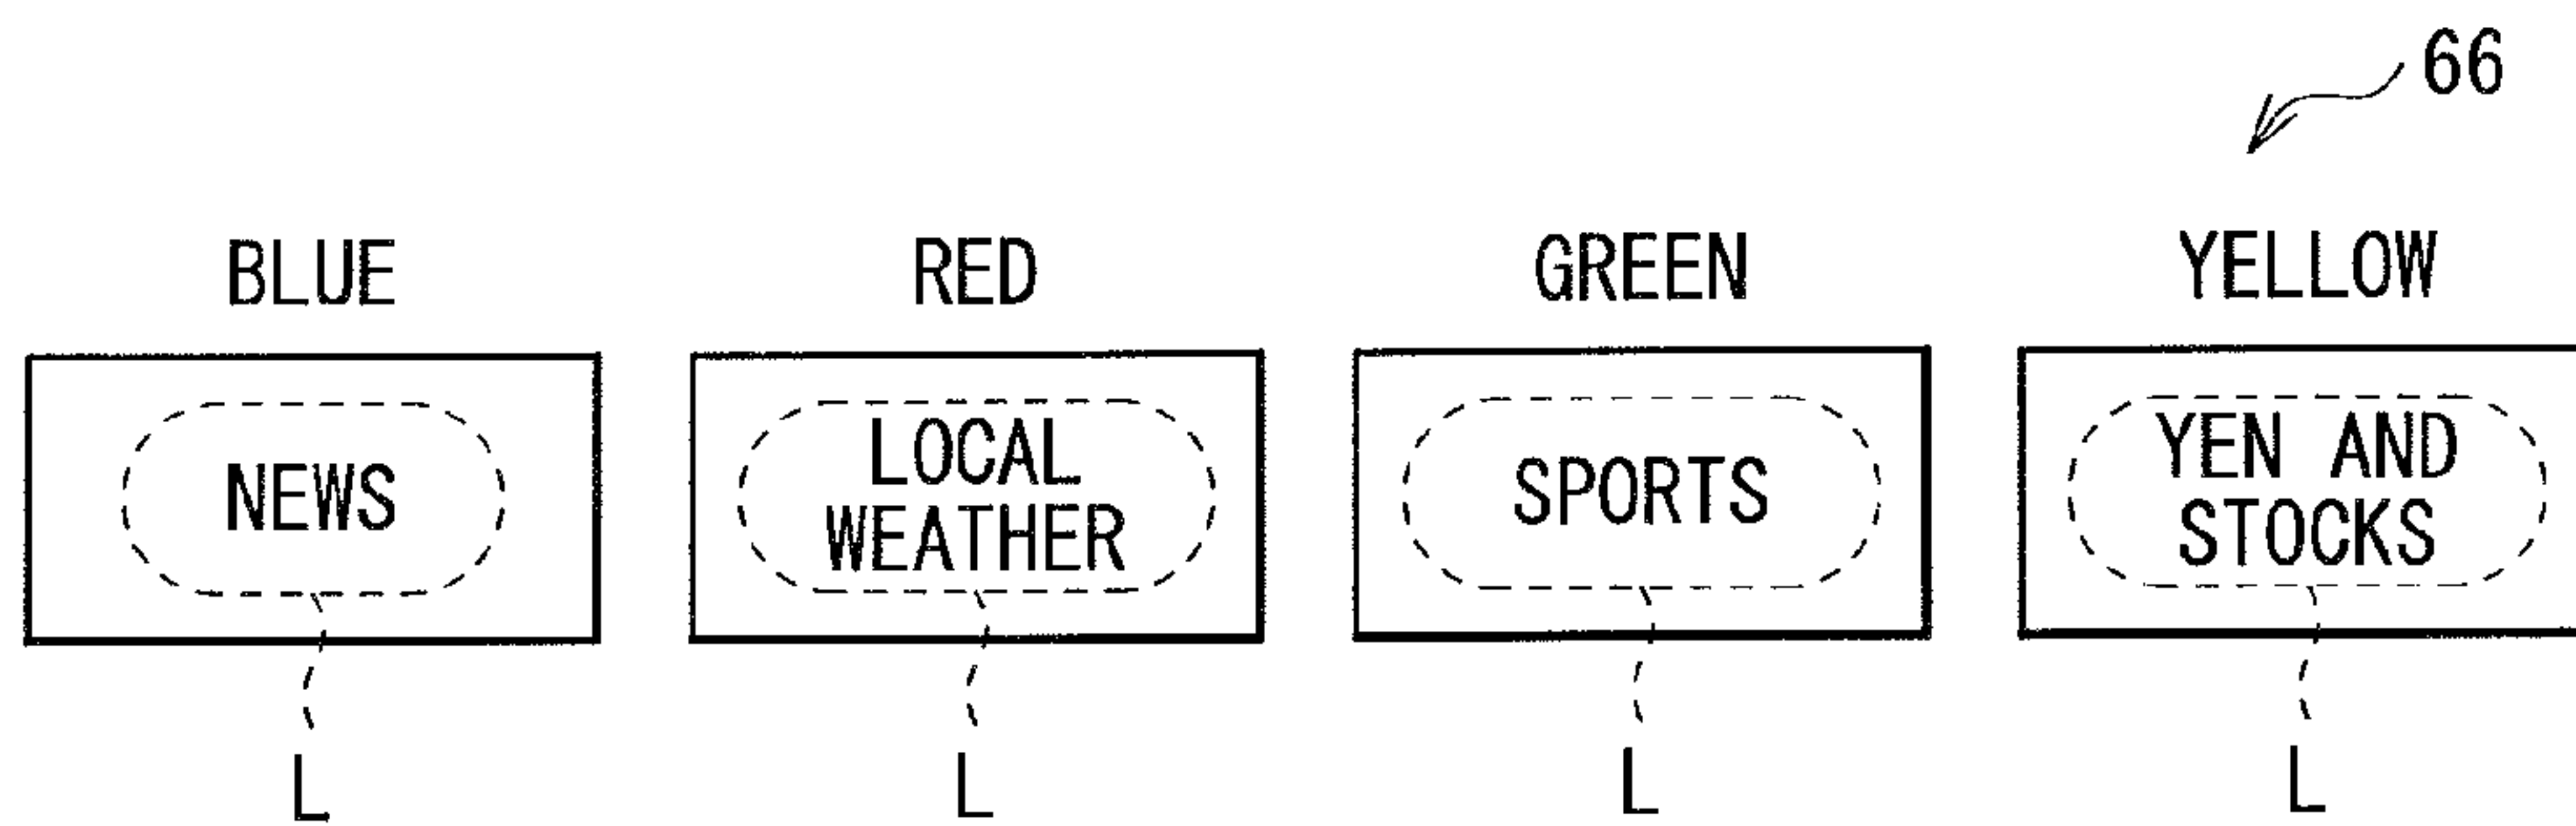 66
BLUE RED GREEN YELLOW
NEWS
LOCAL
WEATHER
SPORTS
YEN AND
STOCKS
L L L L